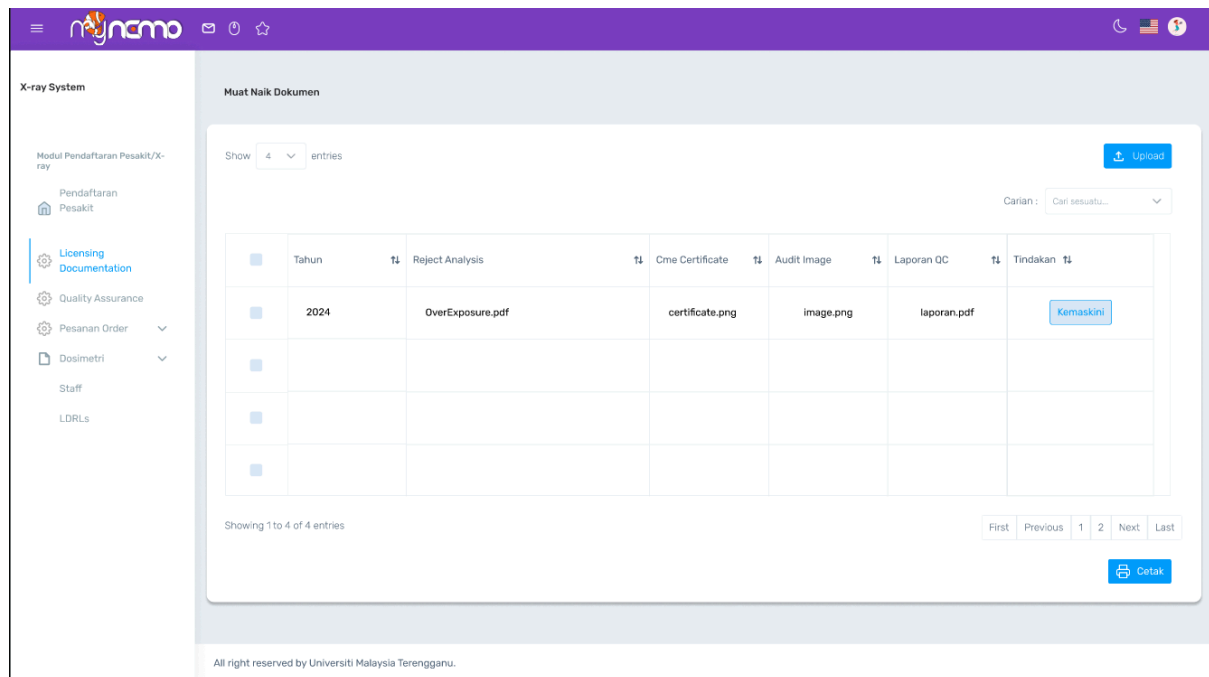 mynemo
X-ray System
Muat Naik Dokumen
Modul Pendaftaran Pesakit/X-
ray
Pendaftaran
Pesakit
Licensing
Documentation
Quality Assurance
Pesanan Order
Dosimetri
Staff
LDRLs
Show 4 entries
Upload
Carian : Cari sesuatu...
Tahun Reject Analysis Cme Certificate Audit Image Laporan QC Tindakan
2024 OverExposure.pdf certificate.png image.png laporan.pdf Kemaskini
Showing 1 to 4 of 4 entries
First Previous 1 2 Next Last
Cetak
All right reserved by Universiti Malaysia Terengganu.